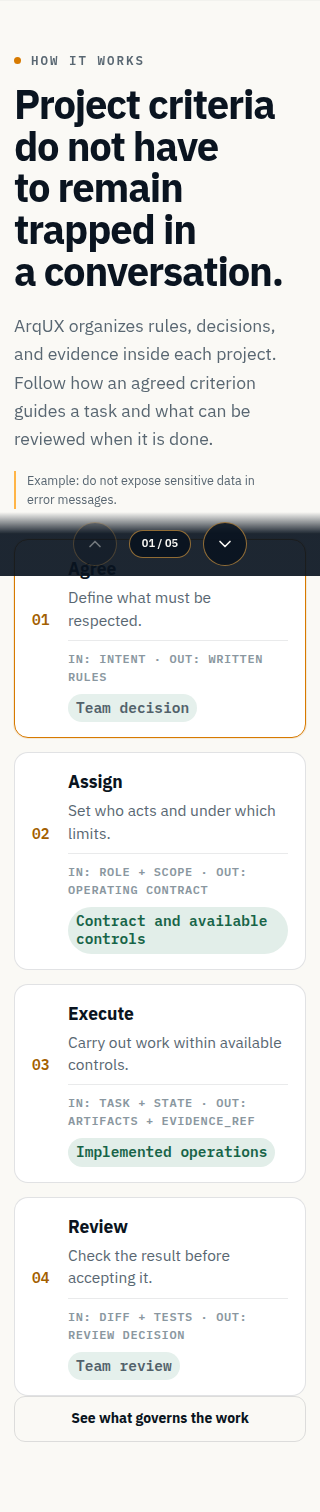 HOW IT WORKS
Project criteria
do not have
to remain
trapped in
a conversation.
ArqUX organizes rules, decisions,
and evidence inside each project.
Follow how an agreed criterion
guides a task and what can be
reviewed when it is done.
Example: do not expose sensitive data in
error messages.
01 / 05
Agree
Define what must be
respected.
01
IN: INTENT · OUT: WRITTEN
RULES
Team decision
Assign
Set who acts and under which
limits.
02
IN: ROLE + SCOPE · OUT:
OPERATING CONTRACT
Contract and available
controls
Execute
Carry out work within available
controls.
03
IN: TASK + STATE · OUT:
ARTIFACTS + EVIDENCE_REF
Implemented operations
Review
Check the result before
accepting it.
04
IN: DIFF + TESTS · OUT:
REVIEW DECISION
Team review
See what governs the work